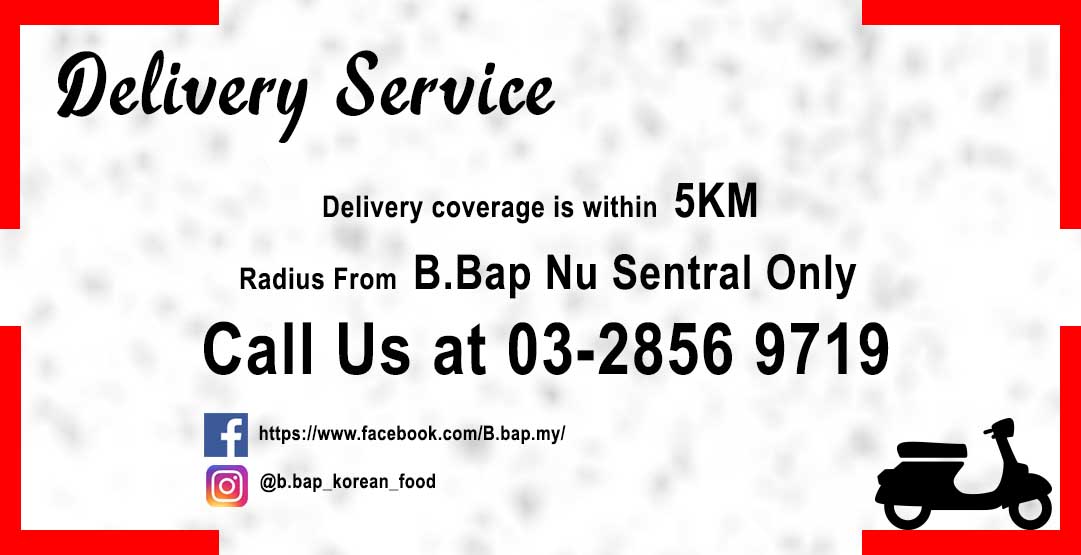 Delivery Service
Delivery coverage is within 5KM
Radius From B.Bap Nu Sentral Only
Call Us at 03-2856 9719
https://www.facebook.com/B.bap.my/
@b.bap_korean_food